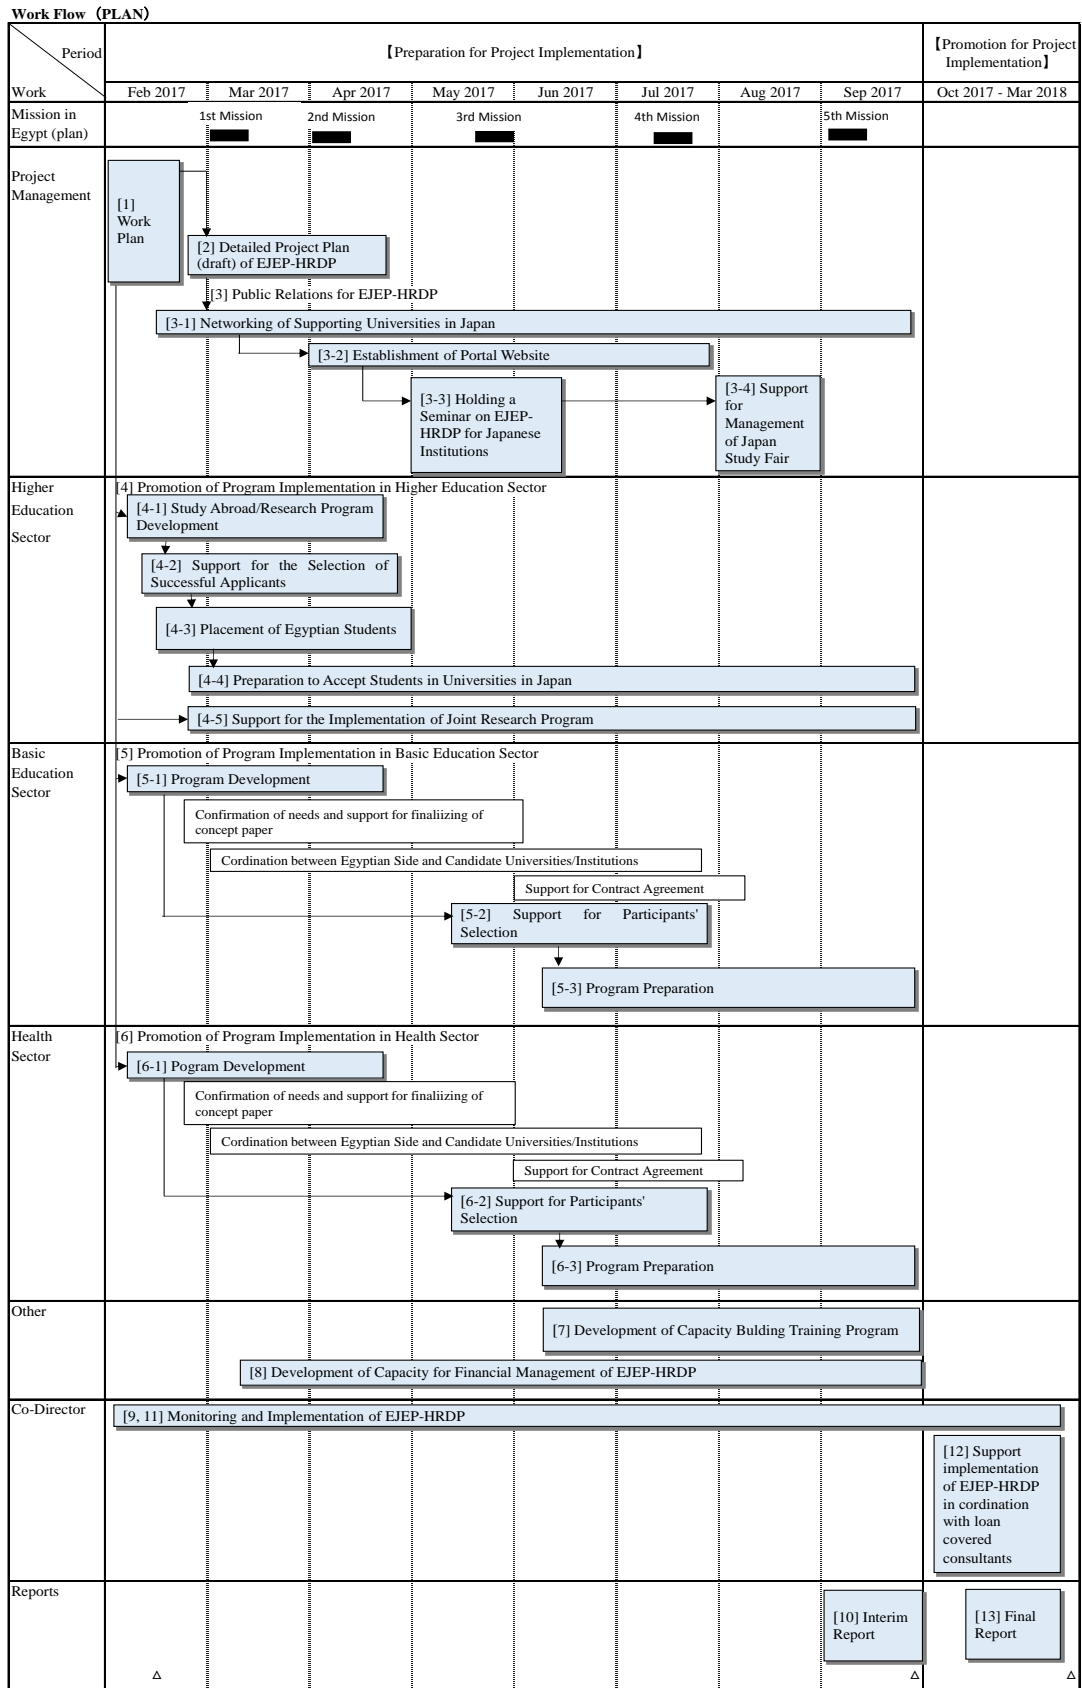 Work Flow（PLAN）
Period
Work
【Preparation for Project Implementation】
【Promotion for Project
Implementation】
Feb 2017
Mar 2017
Apr 2017
May 2017
Jun 2017
Jul 2017
Aug 2017
Sep 2017
Oct 2017 - Mar 2018
Mission in
Egypt (plan)
1st Mission
2nd Mission
3rd Mission
4th Mission
5th Mission
Project
Management
[1]
Work
Plan
[2] Detailed Project Plan
(draft) of EJEP-HRDP
[3] Public Relations for EJEP-HRDP
[3-1] Networking of Supporting Universities in Japan
[3-2] Establishment of Portal Website
[3-3] Holding a
Seminar on EJEP-
HRDP for Japanese
Institutions
[3-4] Support
for
Management
of Japan
Study Fair
Higher
Education
Sector
[4] Promotion of Program Implementation in Higher Education Sector
[4-1] Study Abroad/Research Program
Development
[4-2] Support for the Selection of
Successful Applicants
[4-3] Placement of Egyptian Students
[4-4] Preparation to Accept Students in Universities in Japan
[4-5] Support for the Implementation of Joint Research Program
Basic
Education
Sector
[5] Promotion of Program Implementation in Basic Education Sector
[5-1] Program Development
Confirmation of needs and support for finaliizing of
concept paper
Cordination between Egyptian Side and Candidate Universities/Institutions
Support for Contract Agreement
[5-2] Support for Participants'
Selection
[5-3] Program Preparation
Health
Sector
[6] Promotion of Program Implementation in Health Sector
[6-1] Pogram Development
Confirmation of needs and support for finaliizing of
concept paper
Cordination between Egyptian Side and Candidate Universities/Institutions
Support for Contract Agreement
[6-2] Support for Participants'
Selection
[6-3] Program Preparation
Other
[7] Development of Capacity Bulding Training Program
[8] Development of Capacity for Financial Management of EJEP-HRDP
Co-Director
[9, 11] Monitoring and Implementation of EJEP-HRDP
[12] Support
implementation
of EJEP-HRDP
in cordination
with loan
covered
consultants
Reports
[10] Interim
Report
[13] Final
Report
△
△
△